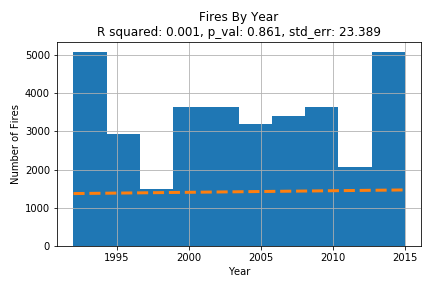 Fires By Year
R squared: 0.001, p_val: 0.861, std_err: 23.389
5000
4000
3000
2000
1000
0
Number of Fires
1995
2000
2005
2010
2015
Year